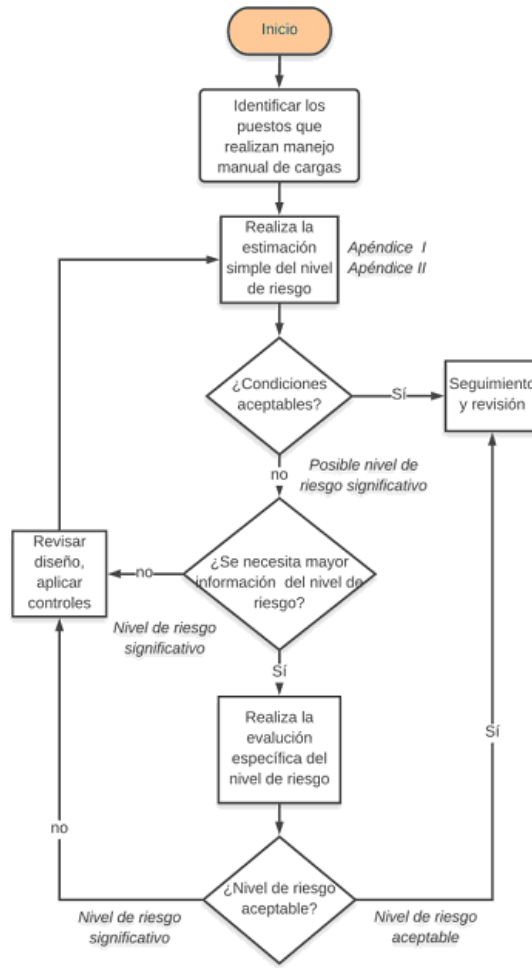 Inicio
Identificar los
puestos que
realizan manejo
manual de cargas
Realiza la
estimación
simple del nivel
de riesgo
Apéndice I
Apéndice II
¿Condiciones
aceptables?
Sí
Seguimiento
y revisión
no
Posible nivel de
riesgo significativo
¿Se necesita mayor
información del nivel de
riesgo?
no
Revisar
diseño,
aplicar
controles
Nivel de riesgo
significativo
Sí
Realiza la
evalución
específica del
nivel de riesgo
Sí
no
¿Nivel de riesgo
aceptable?
Nivel de riesgo
significativo
Nivel de riesgo
aceptable